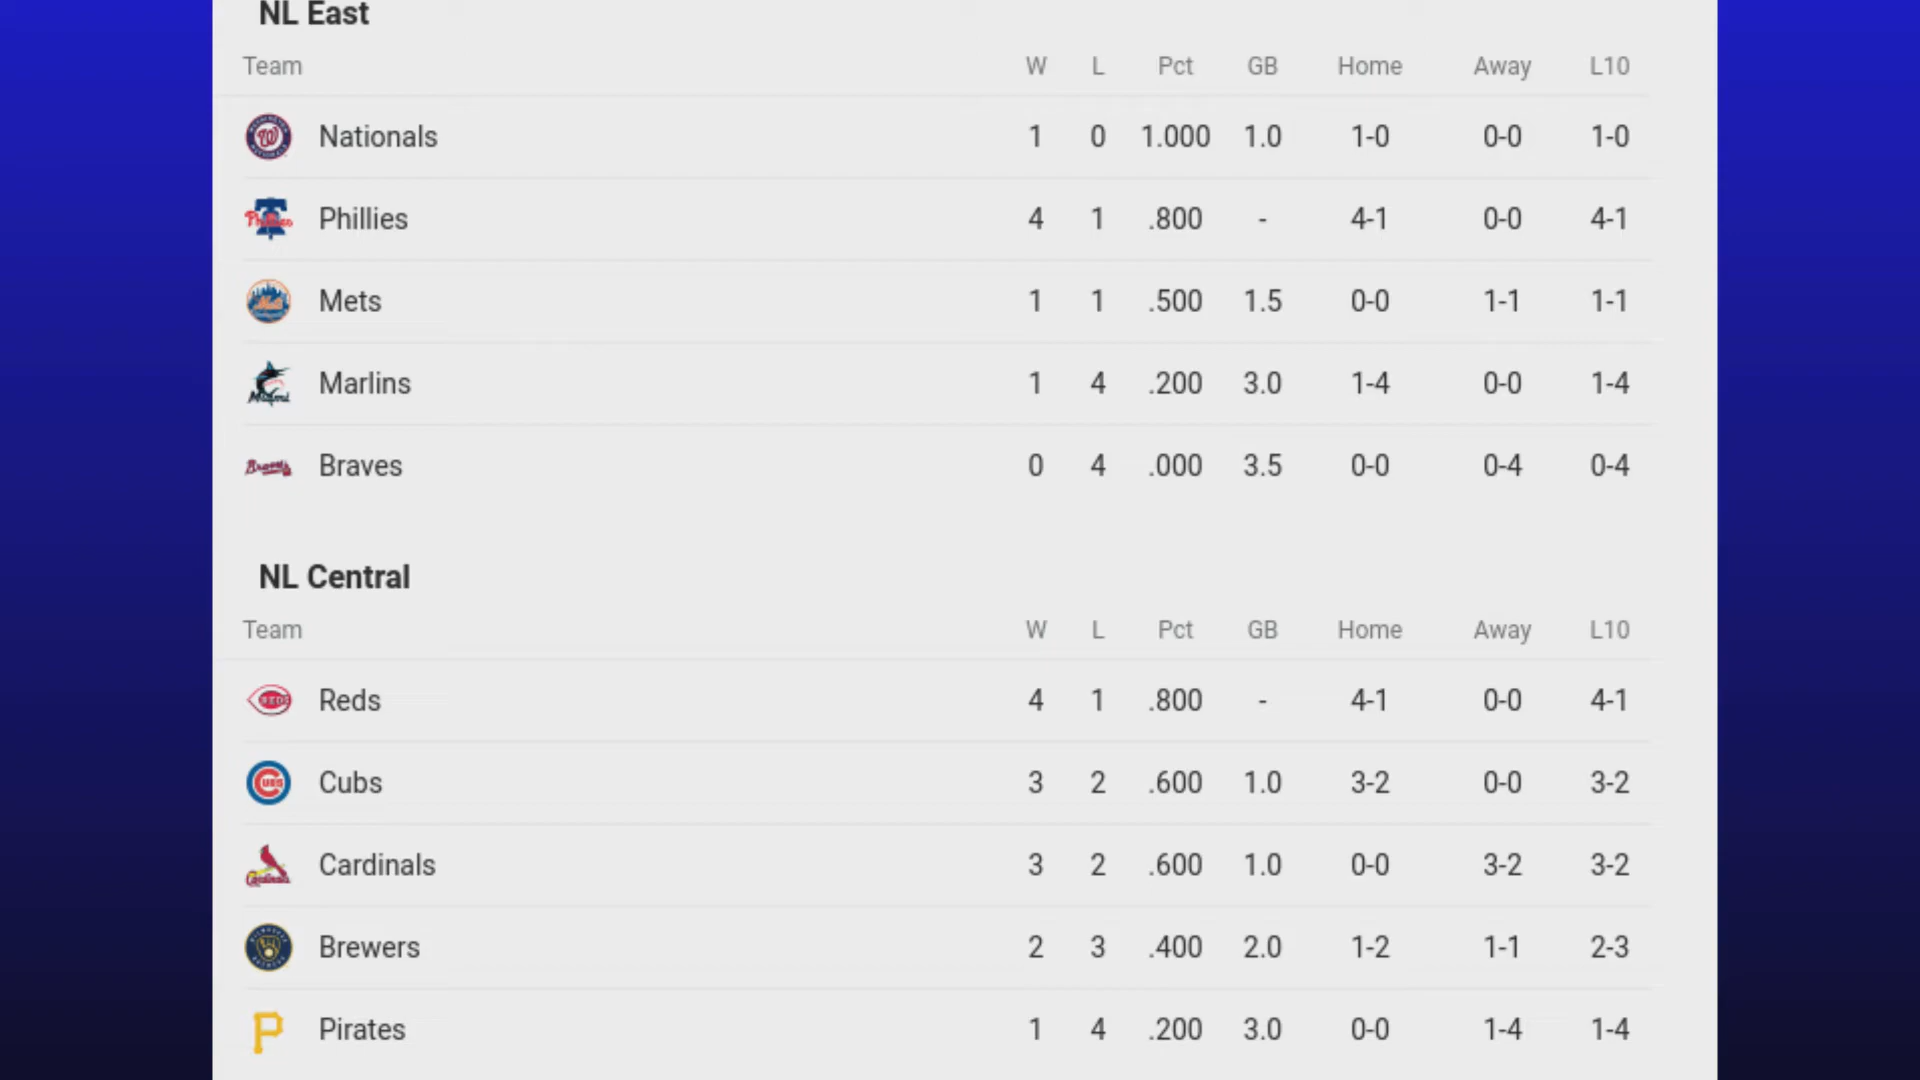 NL East
Team W L Pct GB Home Away L10
Nationals 1 0 1.000 1.0 1-0 0-0 1-0
Phillies 4 1 .800 - 4-1 0-0 4-1
Mets 1 1 .500 1.5 0-0 1-1 1-1
Marlins 1 4 .200 3.0 1-4 0-0 1-4
Braves 0 4 .000 3.5 0-0 0-4 0-4
NL Central
Team W L Pct GB Home Away L10
Reds 4 1 .800 - 4-1 0-0 4-1
Cubs 3 2 .600 1.0 3-2 0-0 3-2
Cardinals 3 2 .600 1.0 0-0 3-2 3-2
Brewers 2 3 .400 2.0 1-2 1-1 2-3
Pirates 1 4 .200 3.0 0-0 1-4 1-4